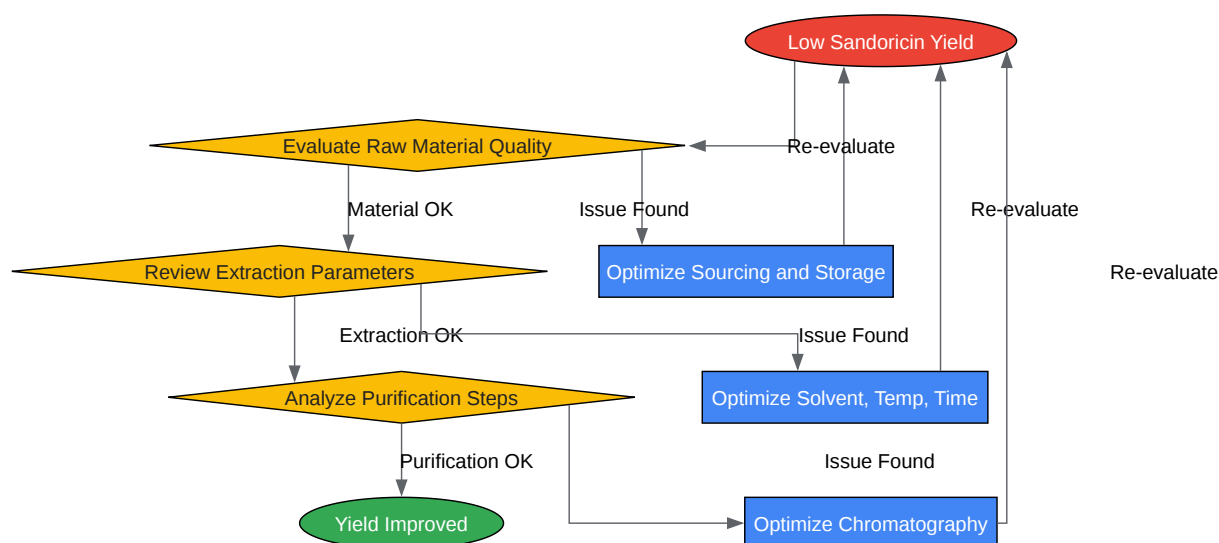 Low Sandoricin Yield
Evaluate Raw Material Quality
Re-evaluate
Material OK
Issue Found
Re-evaluate
Review Extraction Parameters
Optimize Sourcing and Storage
Re-evaluate
Extraction OK
Issue Found
Analyze Purification Steps
Optimize Solvent, Temp, Time
Purification OK
Issue Found
Yield Improved
Optimize Chromatography